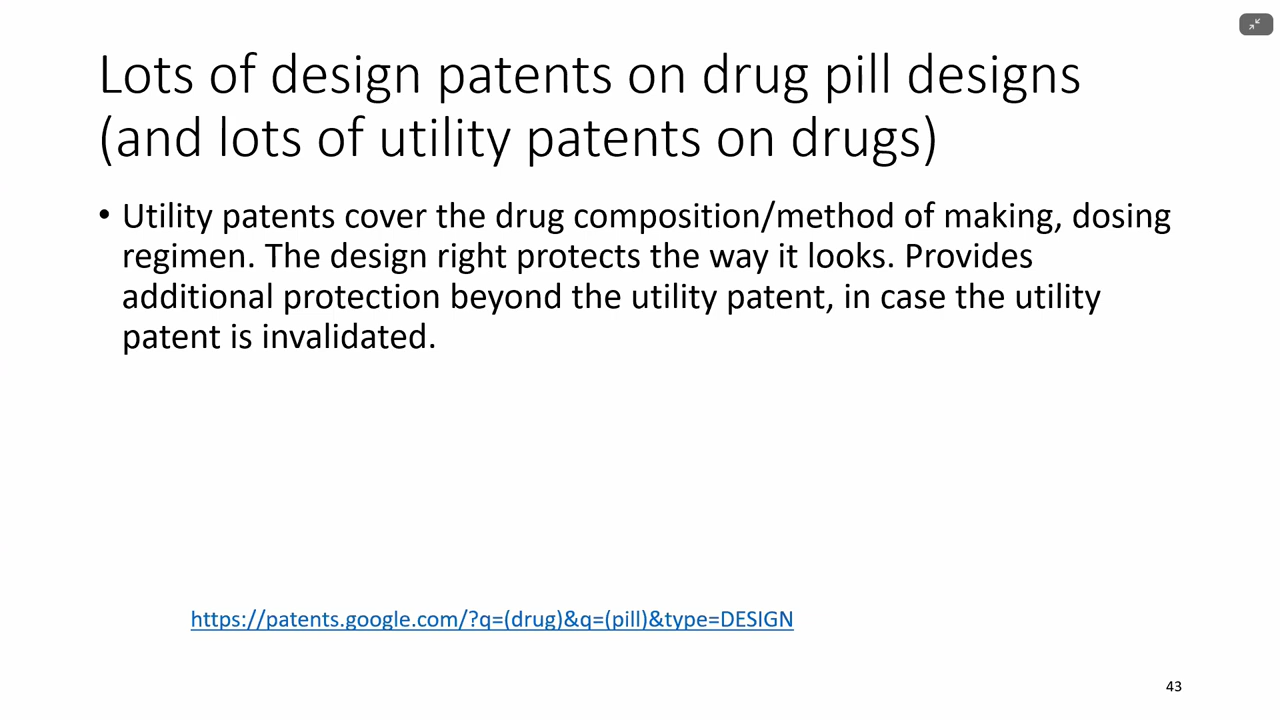 Lots of design patents on drug pill designs
(and lots of utility patents on drugs)
• Utility patents cover the drug composition/method of making, dosing
regimen. The design right protects the way it looks. Provides
additional protection beyond the utility patent, in case the utility
patent is invalidated.
https://patents.google.com/?q=(drug)&q=(pill)&type=DESIGN
43